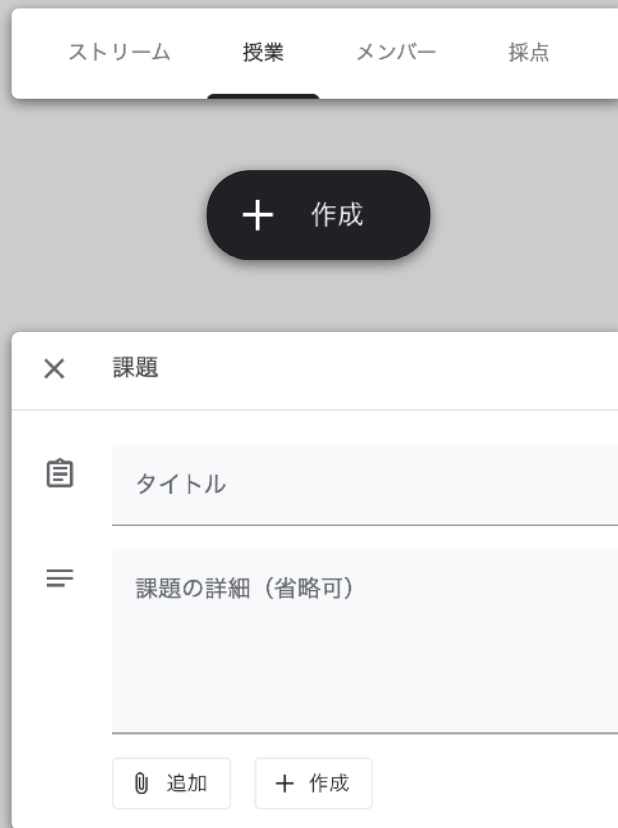 ストリーム 授業 メンバー 採点
作成
課題
タイトル
課題の詳細（省略可）
追加 作成